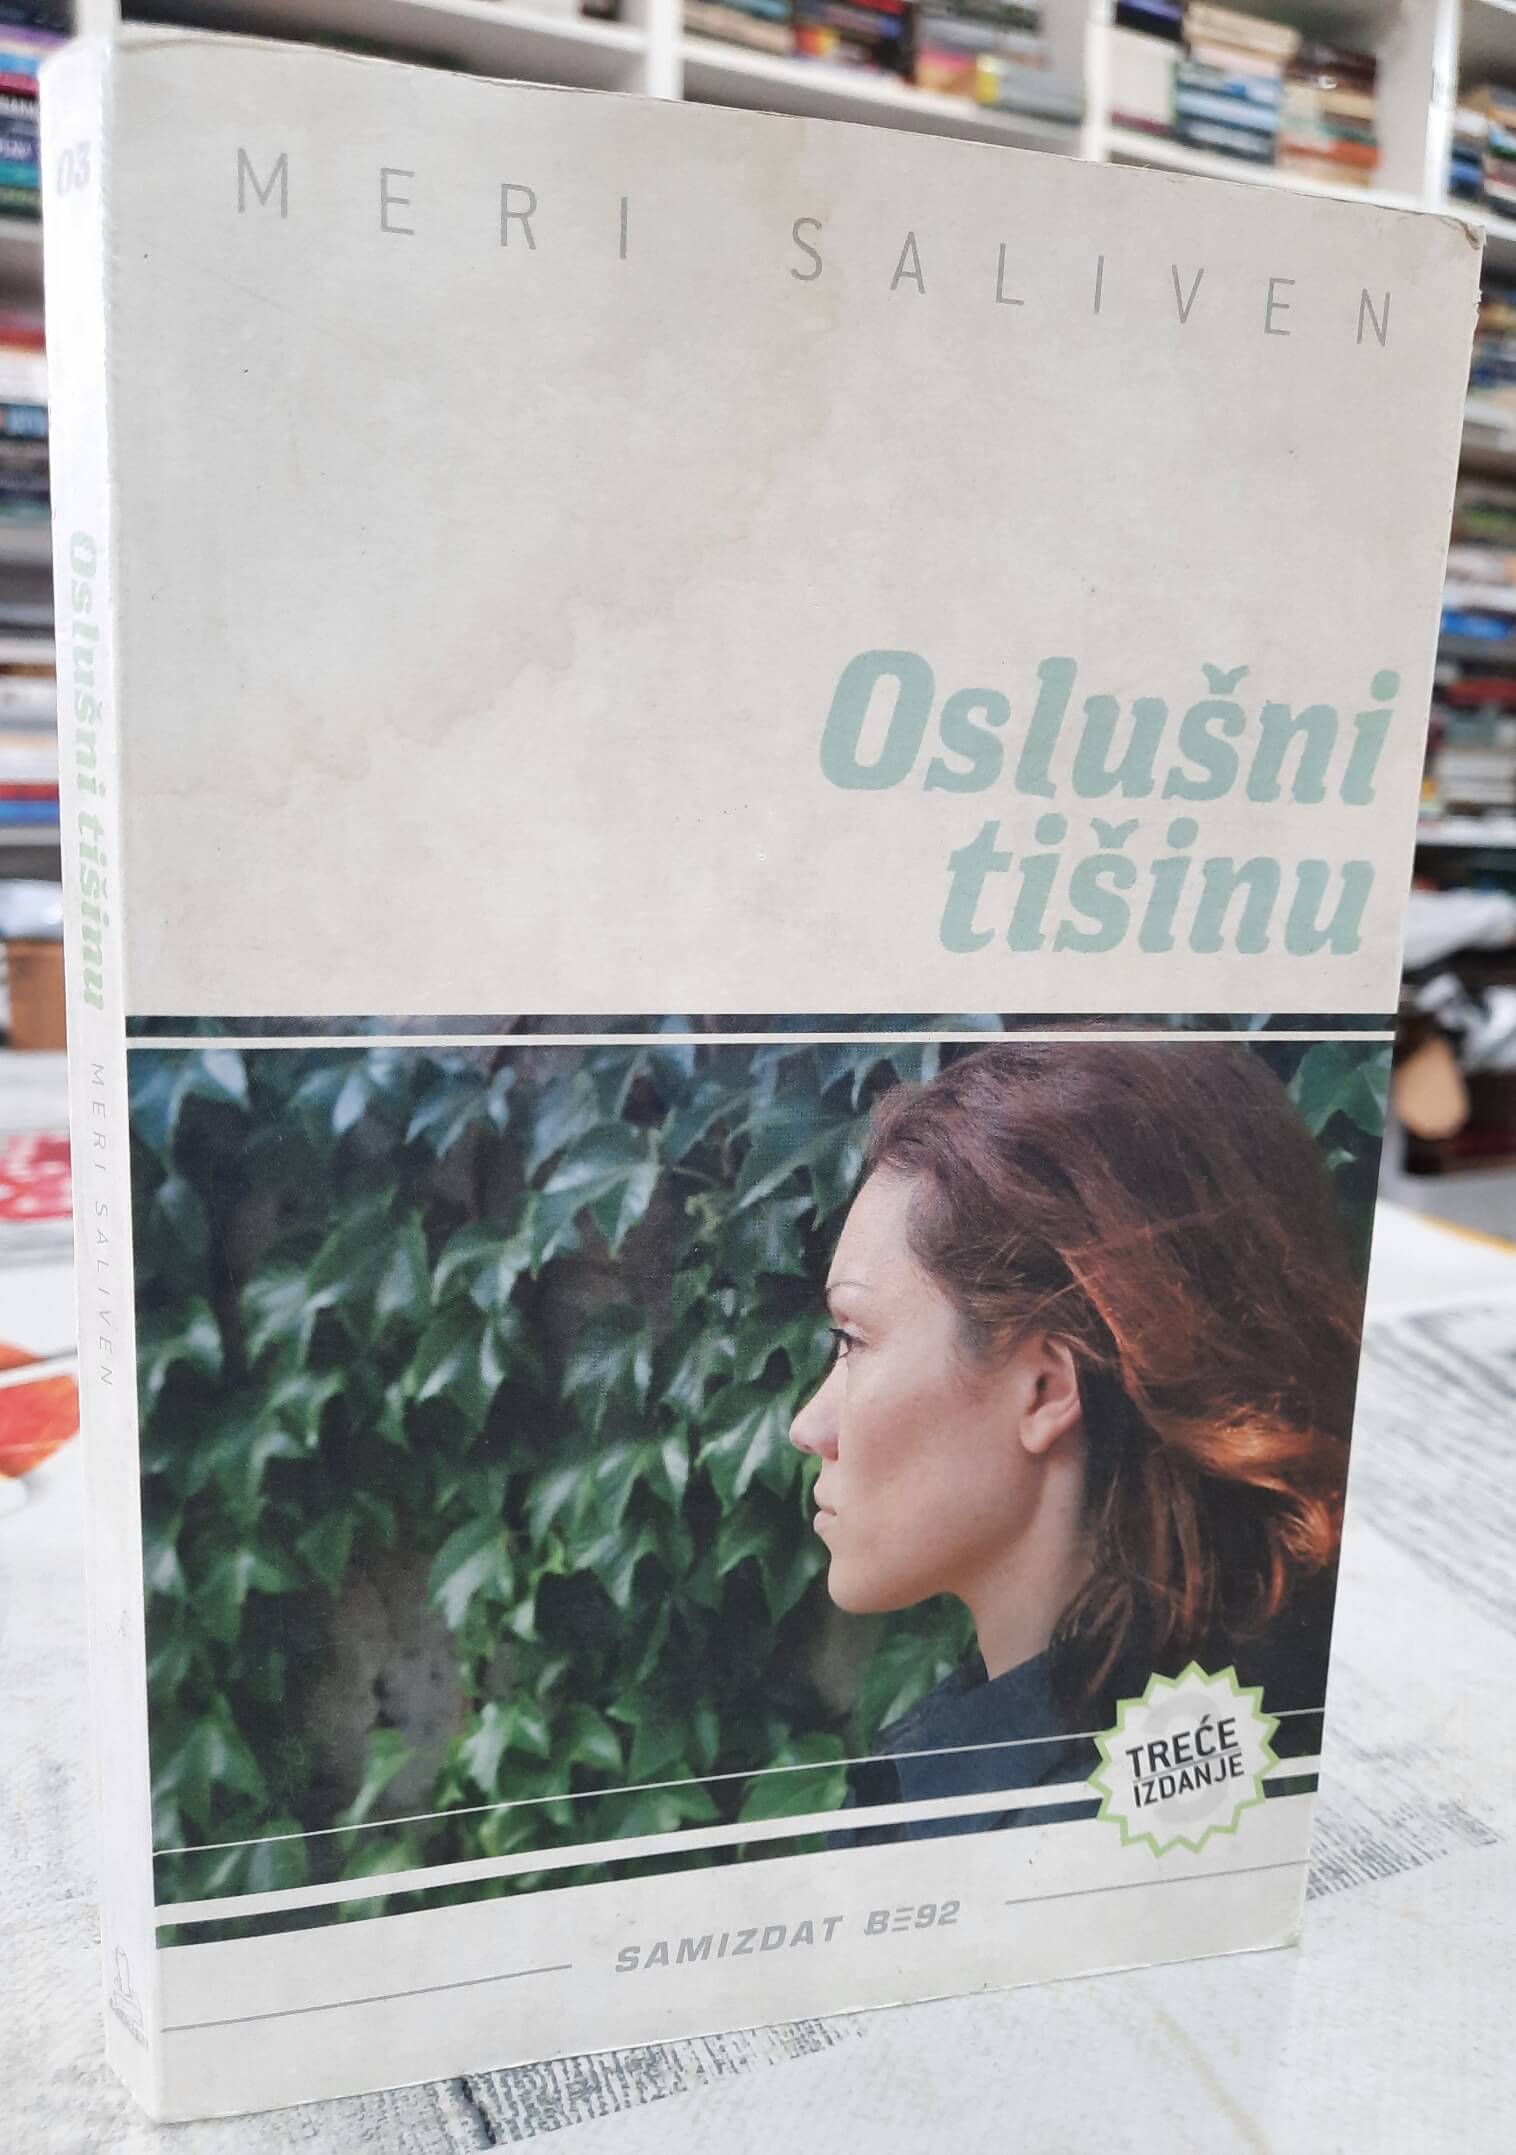 MERI SALIVEN
Oslušni
tišinu
TREĆE
IZDANJE
SAMIZDAT B92
03
Oslušni tišinu MERI SALIVEN